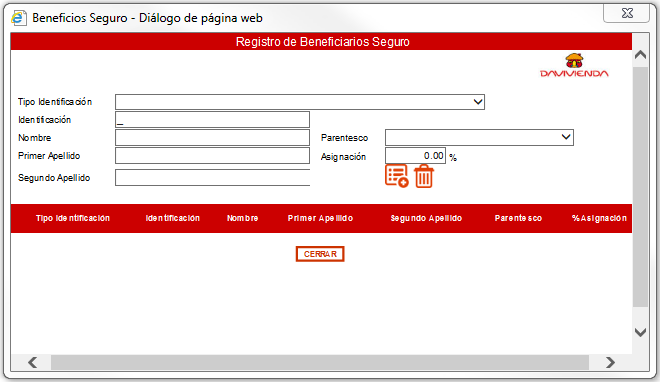 Beneficios Seguro - Diálogo de página web
Registro de Beneficiarios Seguro
DAVIVIENDA
Tipo Identificación
Identificación
Nombre
Parentesco
Primer Apellido
Asignación 0.00 %
Segundo Apellido
Tipo Identificación Identificación Nombre Primer Apellido Segundo Apellido Parentesco %Asignación
CERRAR